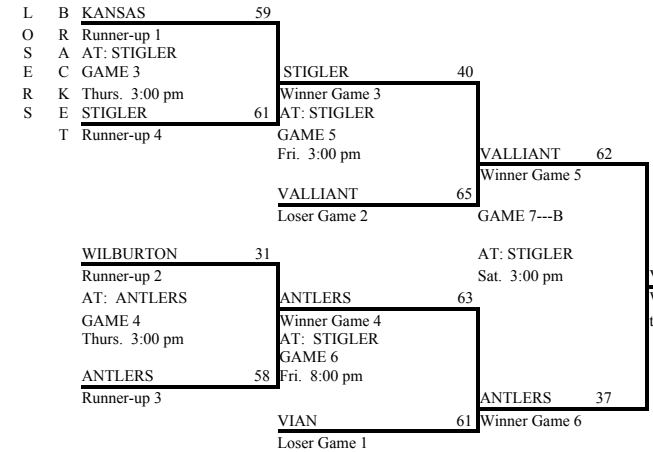 L B KANSAS 59
O R Runner-up 1
S A AT: STIGLER
E C GAME 3 STIGLER 40
R K Thurs. 3:00 pm Winner Game 3
S E STIGLER 61 AT: STIGLER
T Runner-up 4 GAME 5
Fri. 3:00 pm VALLIANT 62
Winner Game 5
VALLIANT 65
Loser Game 2 GAME 7---B
WILBURTON 31 AT: STIGLER
Runner-up 2 Sat. 3:00 pm
AT: ANTLERS ANTLERS 63
GAME 4 Winner Game 4
Thurs. 3:00 pm AT: STIGLER
GAME 6
ANTLERS 58 Fri. 8:00 pm
Runner-up 3 ANTLERS 37
VIAN 61 Winner Game 6
Loser Game 1